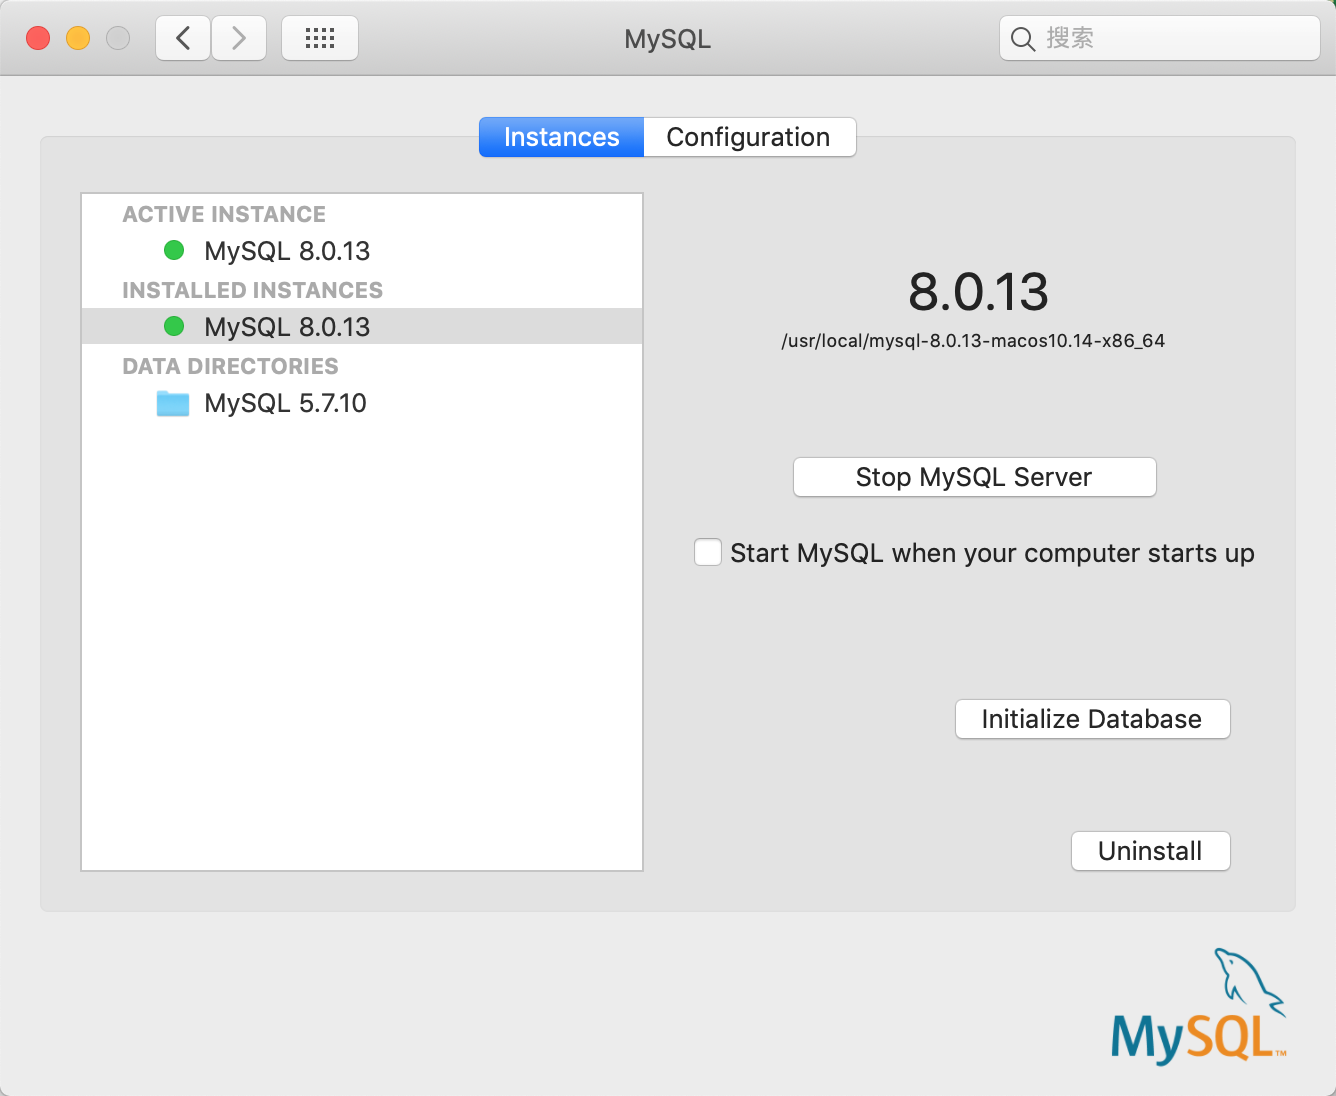 MySQL
搜索
Instances
Configuration
ACTIVE INSTANCE
MySQL 8.0.13
INSTALLED INSTANCES
MySQL 8.0.13
DATA DIRECTORIES
MySQL 5.7.10
8.0.13
/usr/local/mysql-8.0.13-macos10.14-x86_64
Stop MySQL Server
Start MySQL when your computer starts up
Initialize Database
Uninstall
MySQL™